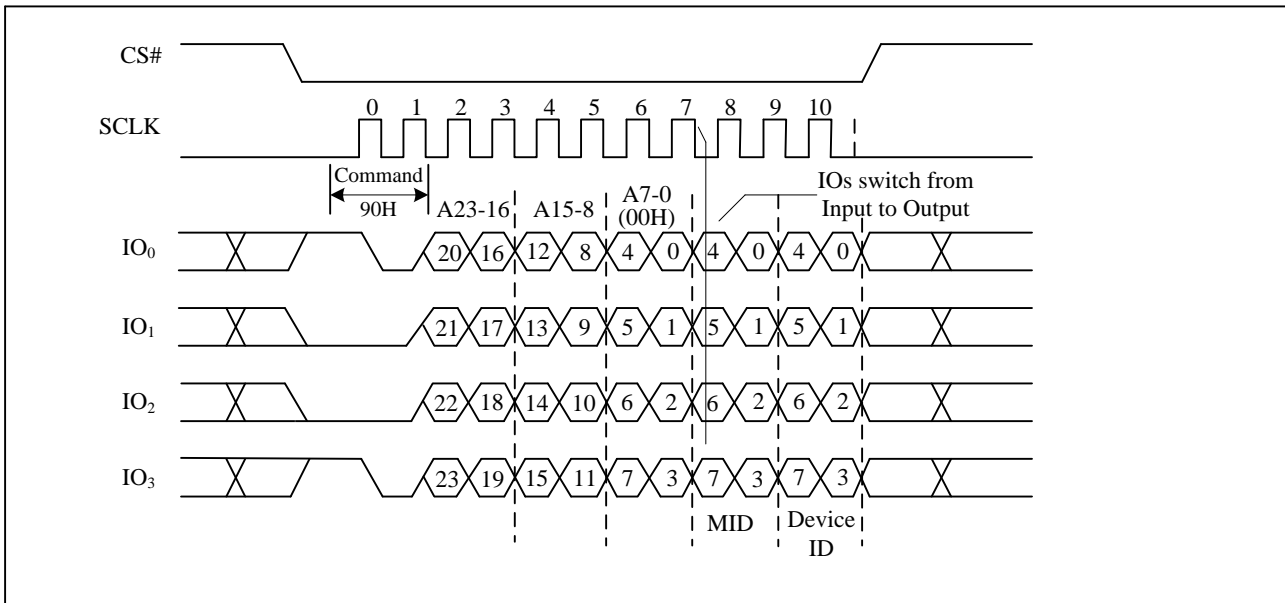 CS#
0 1 2 3 4 5 6 7 8 9 10
SCLK
Command
90H
A23-16
A15-8
A7-0
(00H)
IOs switch from
Input to Output
IO0 20 16 12 8 4 0 4 0 4 0
IO1 21 17 13 9 5 1 5 1 5 1
IO2 22 18 14 10 6 2 6 2 6 2
IO3 23 19 15 11 7 3 7 3 7 3
MID
Device
ID